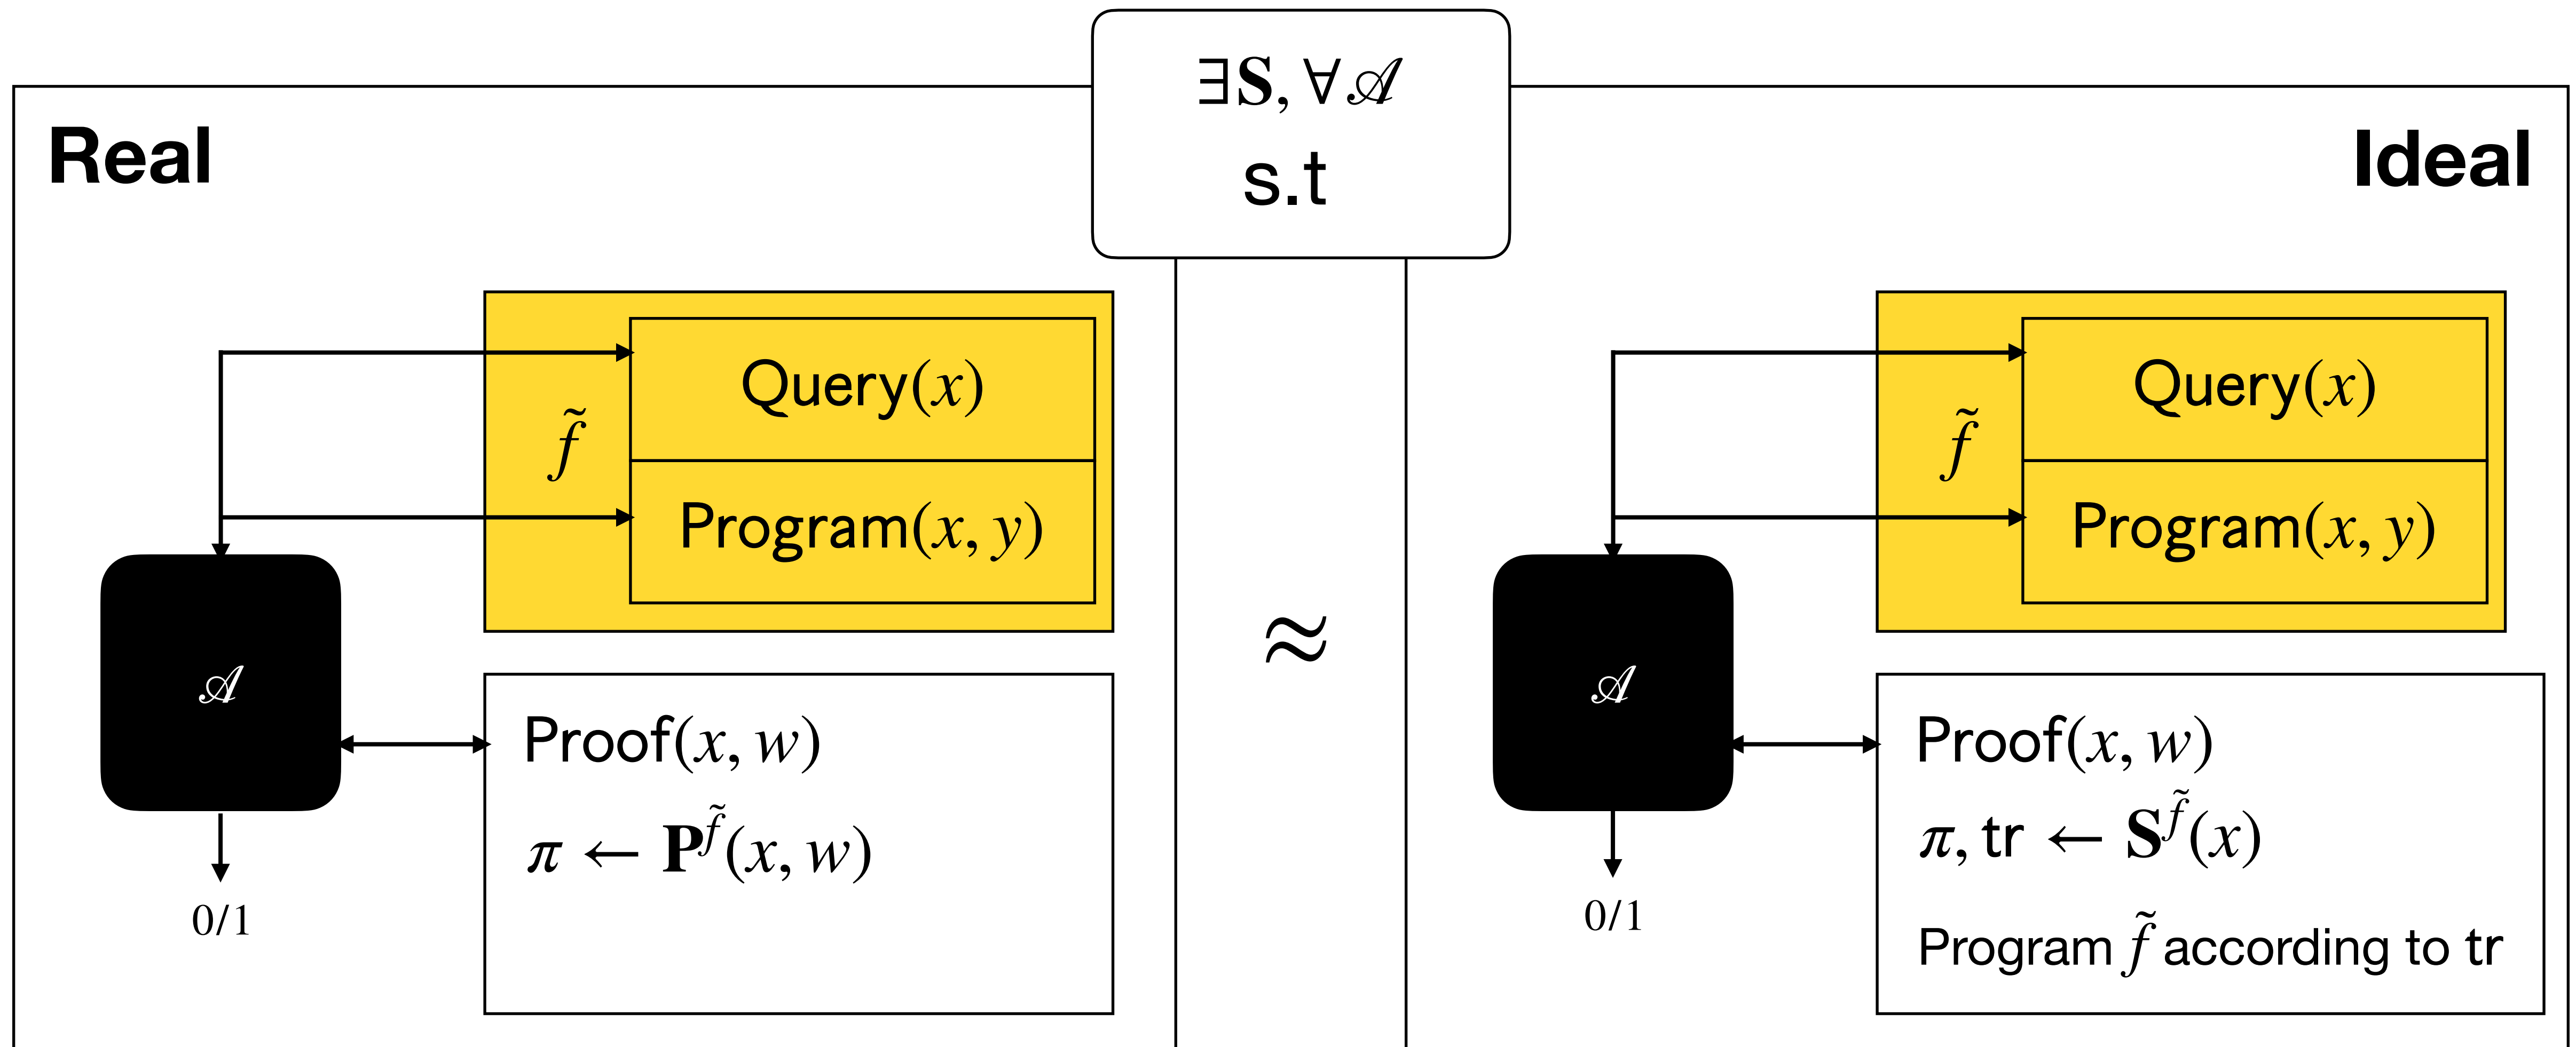 ∃𝐒, ∀𝒜
s.t
Real
Ideal
Query(x)
f̃
Program(x, y)
𝒜
Proof(x, w)
π ← 𝐏^f̃(x, w)
0/1
≈
Query(x)
f̃
Program(x, y)
𝒜
Proof(x, w)
π, tr ← 𝐒^f̃(x)
Program f̃ according to tr
0/1